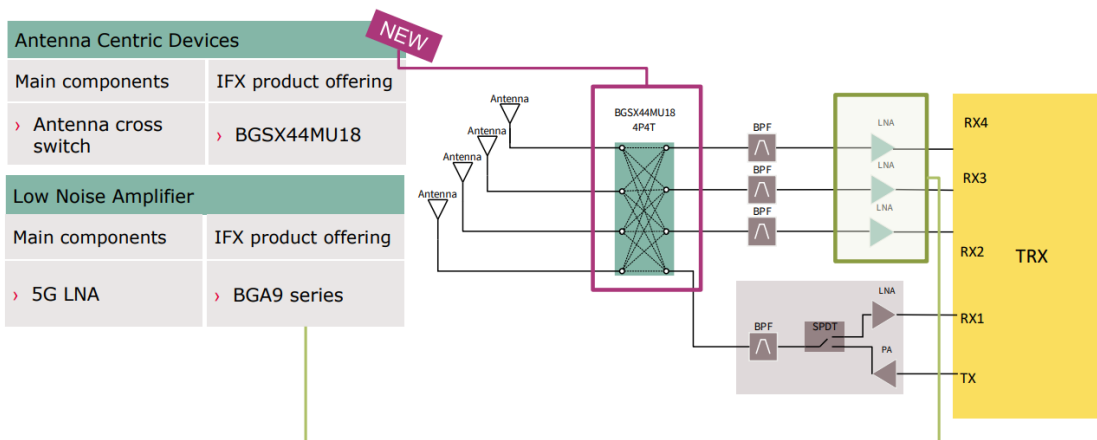 Antenna Centric Devices
NEW
Main components
IFX product offering
› Antenna cross
switch
› BGSX44MU18
Low Noise Amplifier
Main components
IFX product offering
› 5G LNA
› BGA9 series
Antenna
Antenna
Antenna
Antenna
BGSX44MU18
4P4T
BPF
BPF
BPF
LNA
LNA
LNA
RX4
RX3
RX2
TRX
BPF
SPDT
LNA
PA
RX1
TX